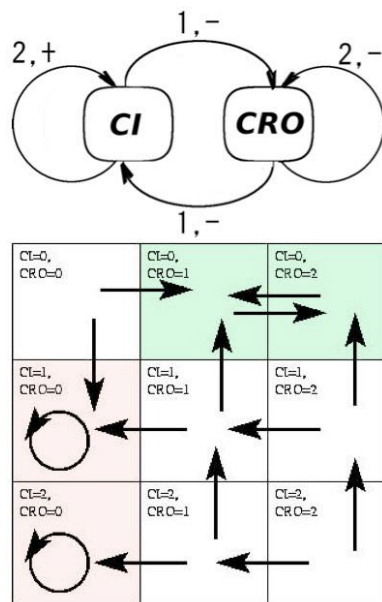 1,-
2,+
2,-
CI
CRO
1,-
CI=0,
CRO=0
CI=0,
CRO=1
CI=0,
CRO=2
CI=1,
CRO=0
CI=1,
CRO=1
CI=1,
CRO=2
CI=2,
CRO=0
CI=2,
CRO=1
CI=2,
CRO=2